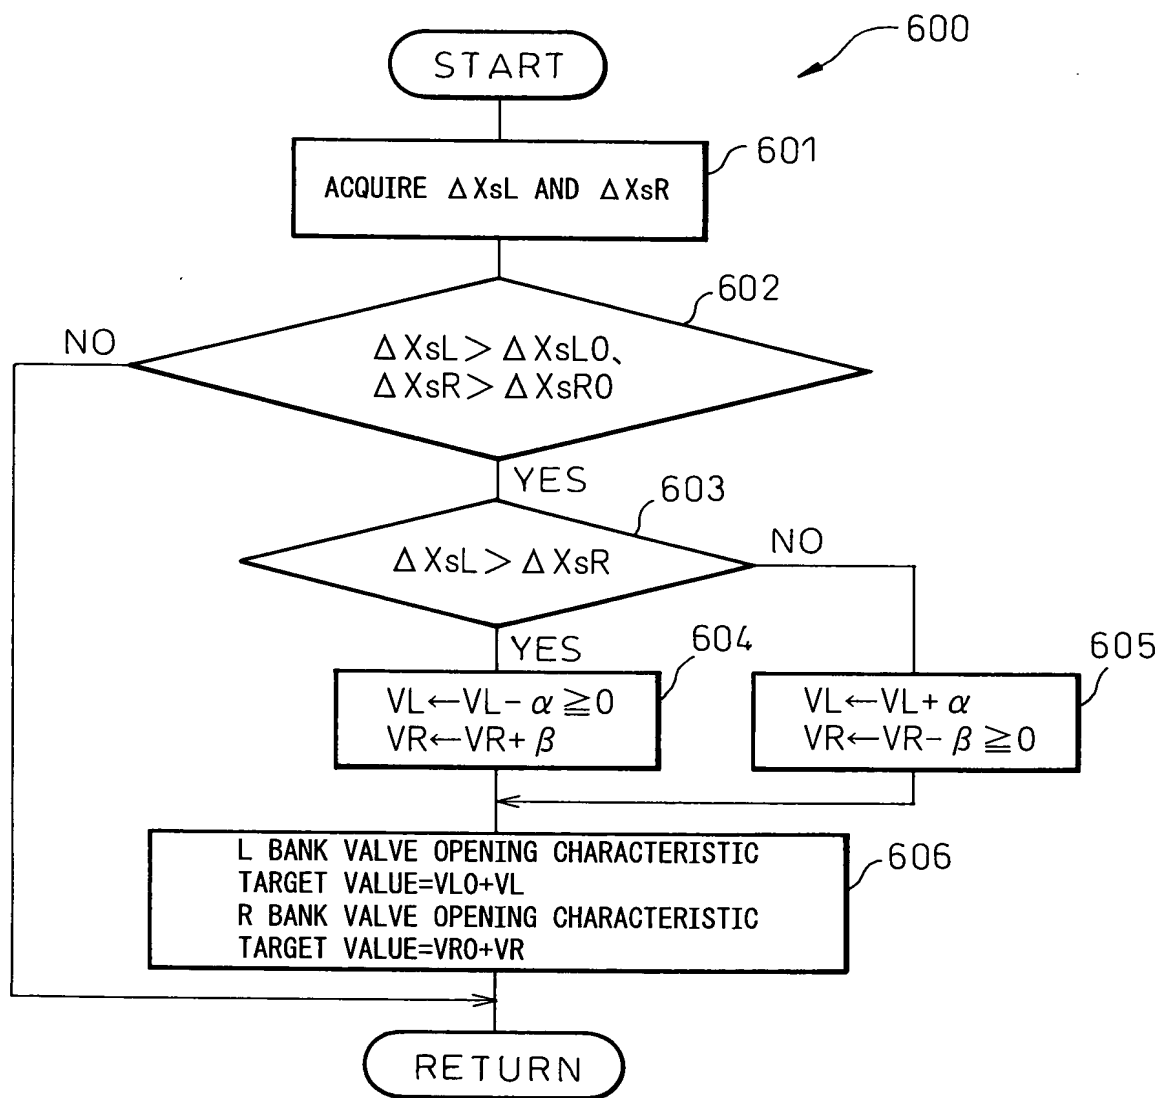 600
START
601
ACQUIRE ΔXsL AND ΔXsR
602
NO
ΔXsL>ΔXsL0、
ΔXsR>ΔXsR0
YES
603
ΔXsL>ΔXsR
NO
YES
604
VL←VL-α≧0
VR←VR+β
605
VL←VL+α
VR←VR-β≧0
606
L BANK VALVE OPENING CHARACTERISTIC
TARGET VALUE=VL0+VL
R BANK VALVE OPENING CHARACTERISTIC
TARGET VALUE=VR0+VR
RETURN